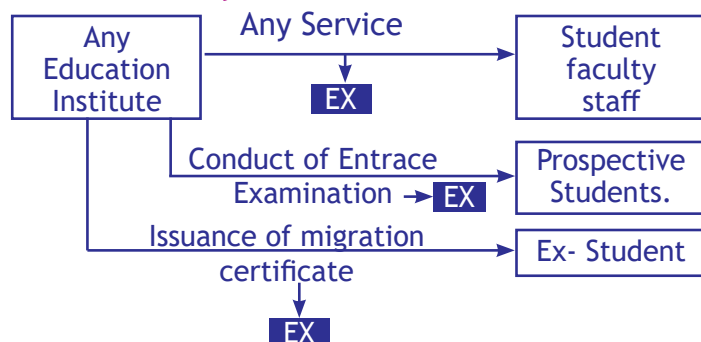 Any
Education
Institute
Any Service
EX
Student
faculty
staff
Conduct of Entrace
Examination
EX
Prospective
Students.
Issuance of migration
certificate
EX
Ex- Student